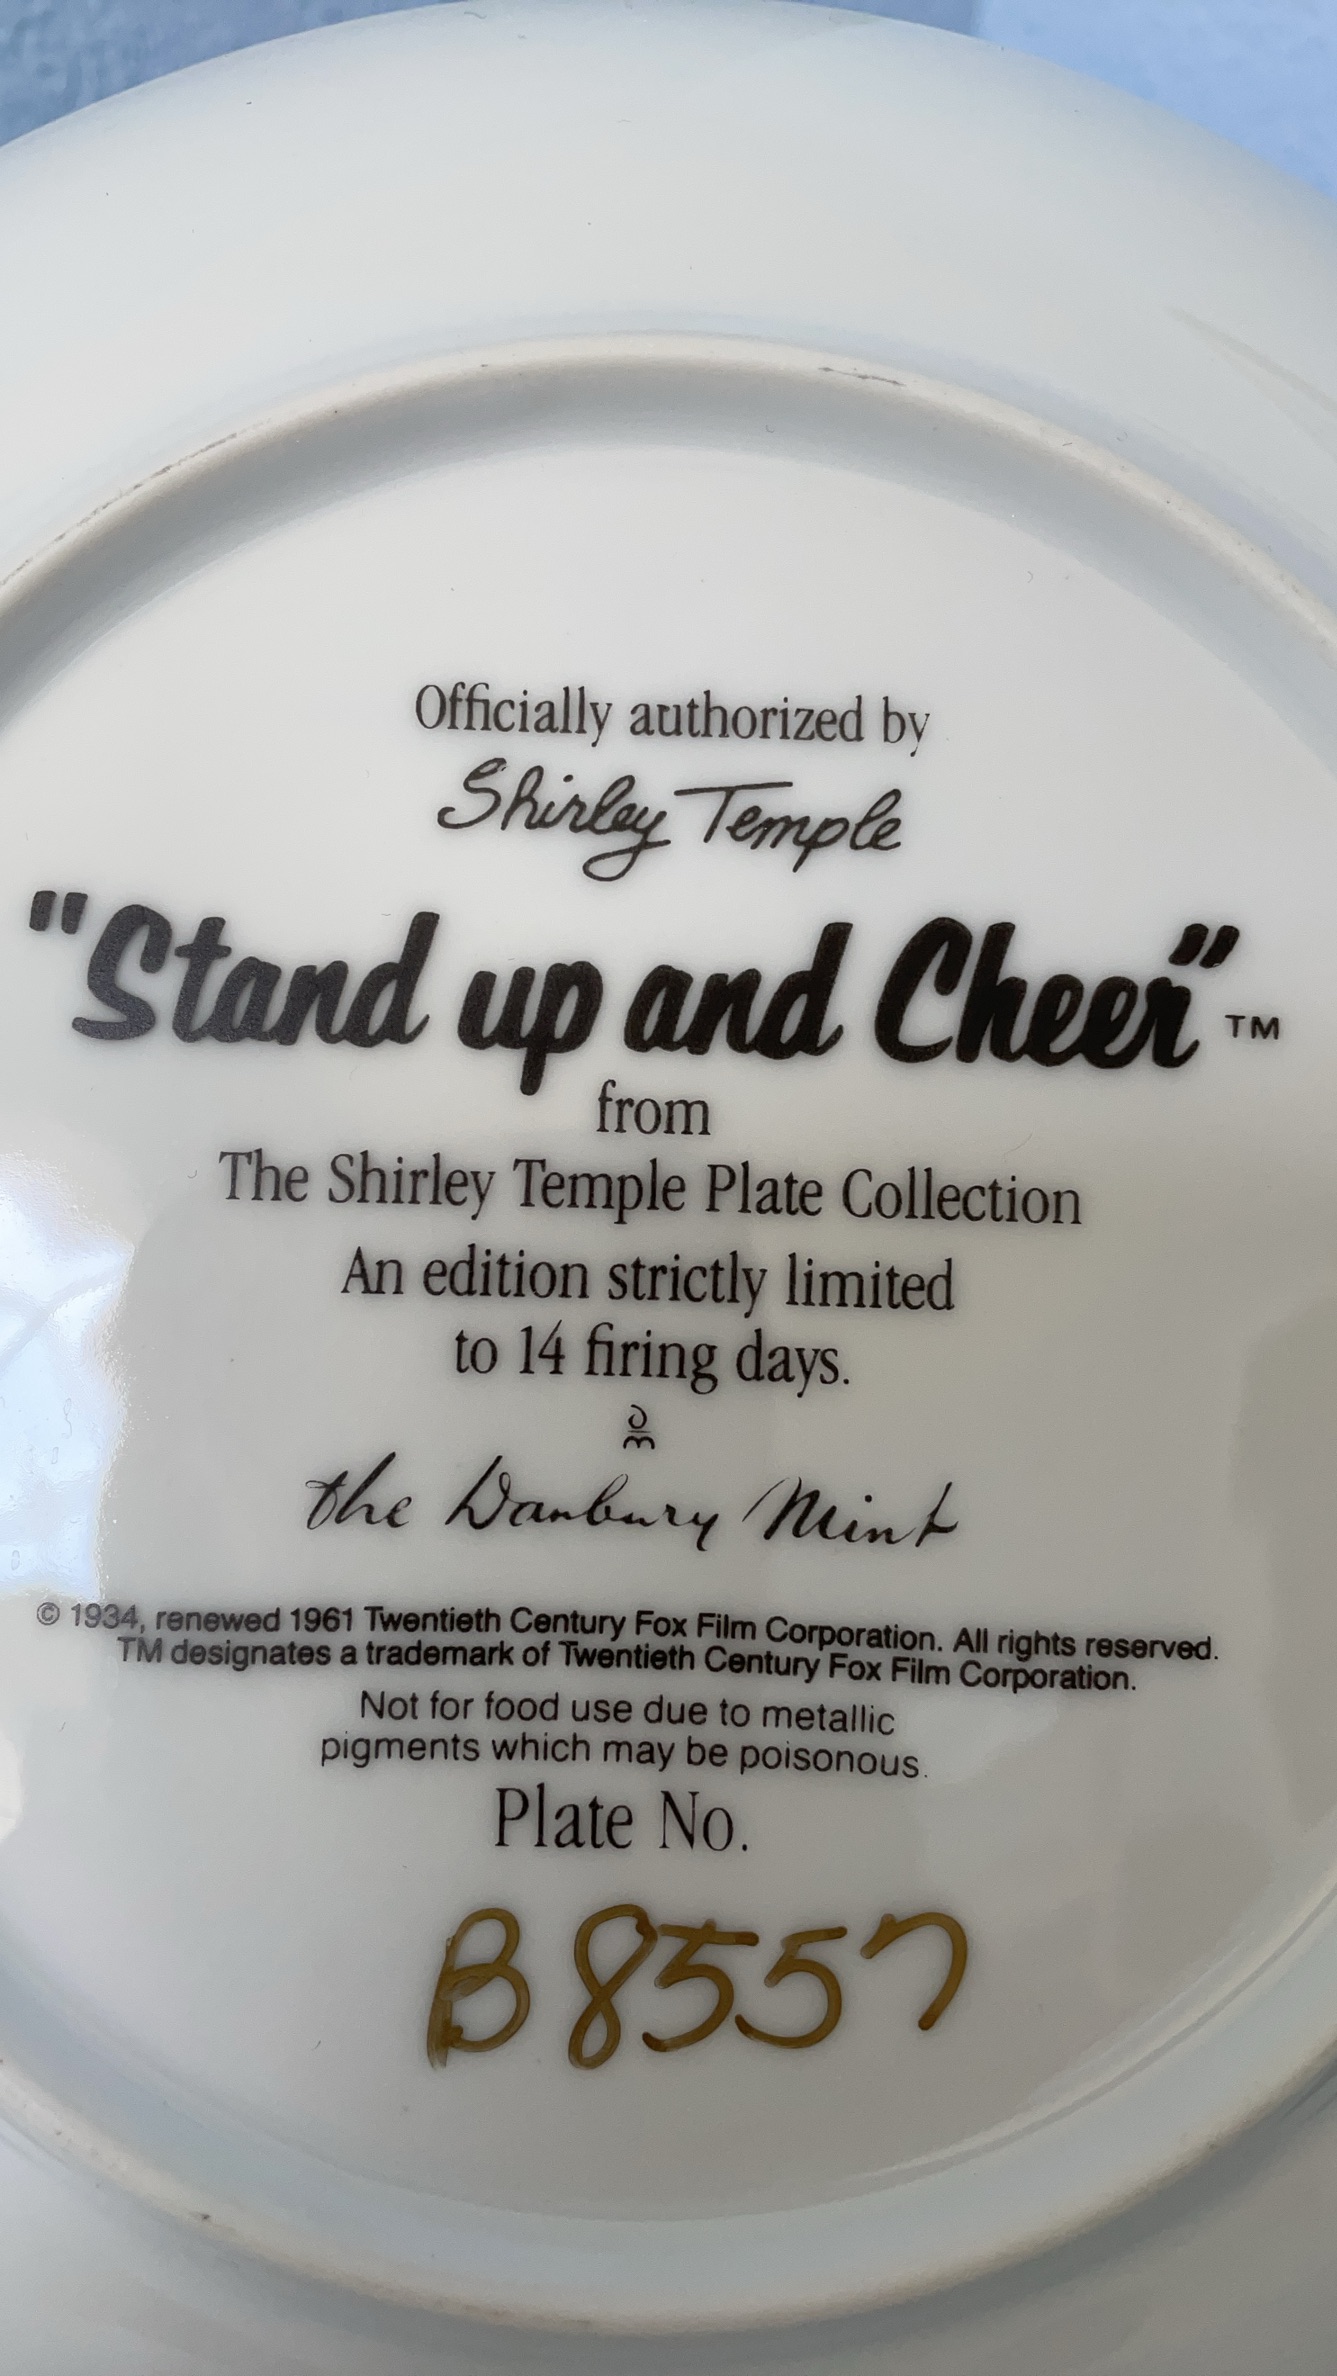 Officially authorized by
Shirley Temple
"Stand up and Cheer"™
from
The Shirley Temple Plate Collection
An edition strictly limited
to 14 firing days.
DM
the Danbury Mint
© 1934, renewed 1961 Twentieth Century Fox Film Corporation. All rights reserved.
TM designates a trademark of Twentieth Century Fox Film Corporation.
Not for food use due to metallic
pigments which may be poisonous.
Plate No.
B8557